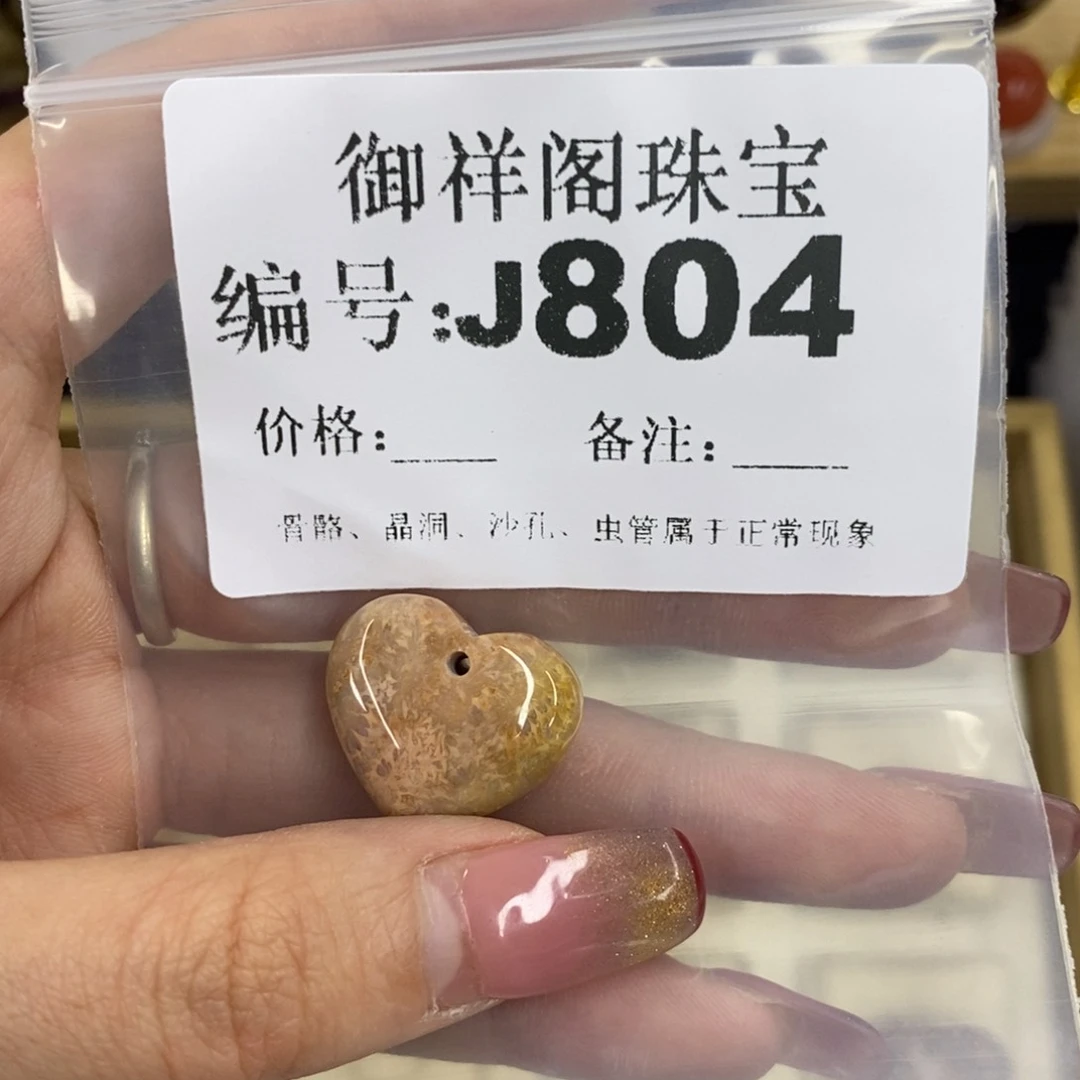 御祥阁珠宝
编号:J804
价格:____ 备注:____
骨骼、晶洞、沙孔、虫管属于正常现象